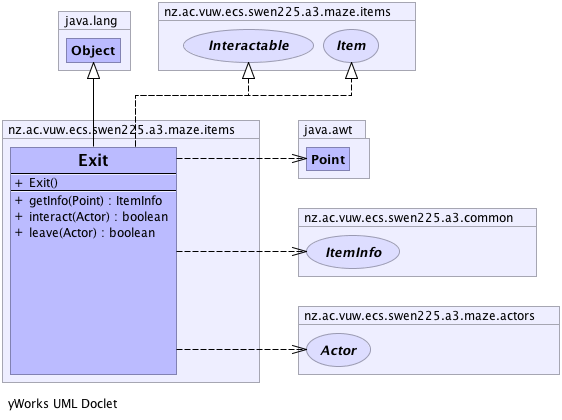 java.lang
Object
nz.ac.vuw.ecs.swen225.a3.maze.items
Interactable
Item
nz.ac.vuw.ecs.swen225.a3.maze.items
Exit
+ Exit()
+ getInfo(Point) : ItemInfo
+ interact(Actor) : boolean
+ leave(Actor) : boolean
java.awt
Point
nz.ac.vuw.ecs.swen225.a3.common
ItemInfo
nz.ac.vuw.ecs.swen225.a3.maze.actors
Actor
yWorks UML Doclet